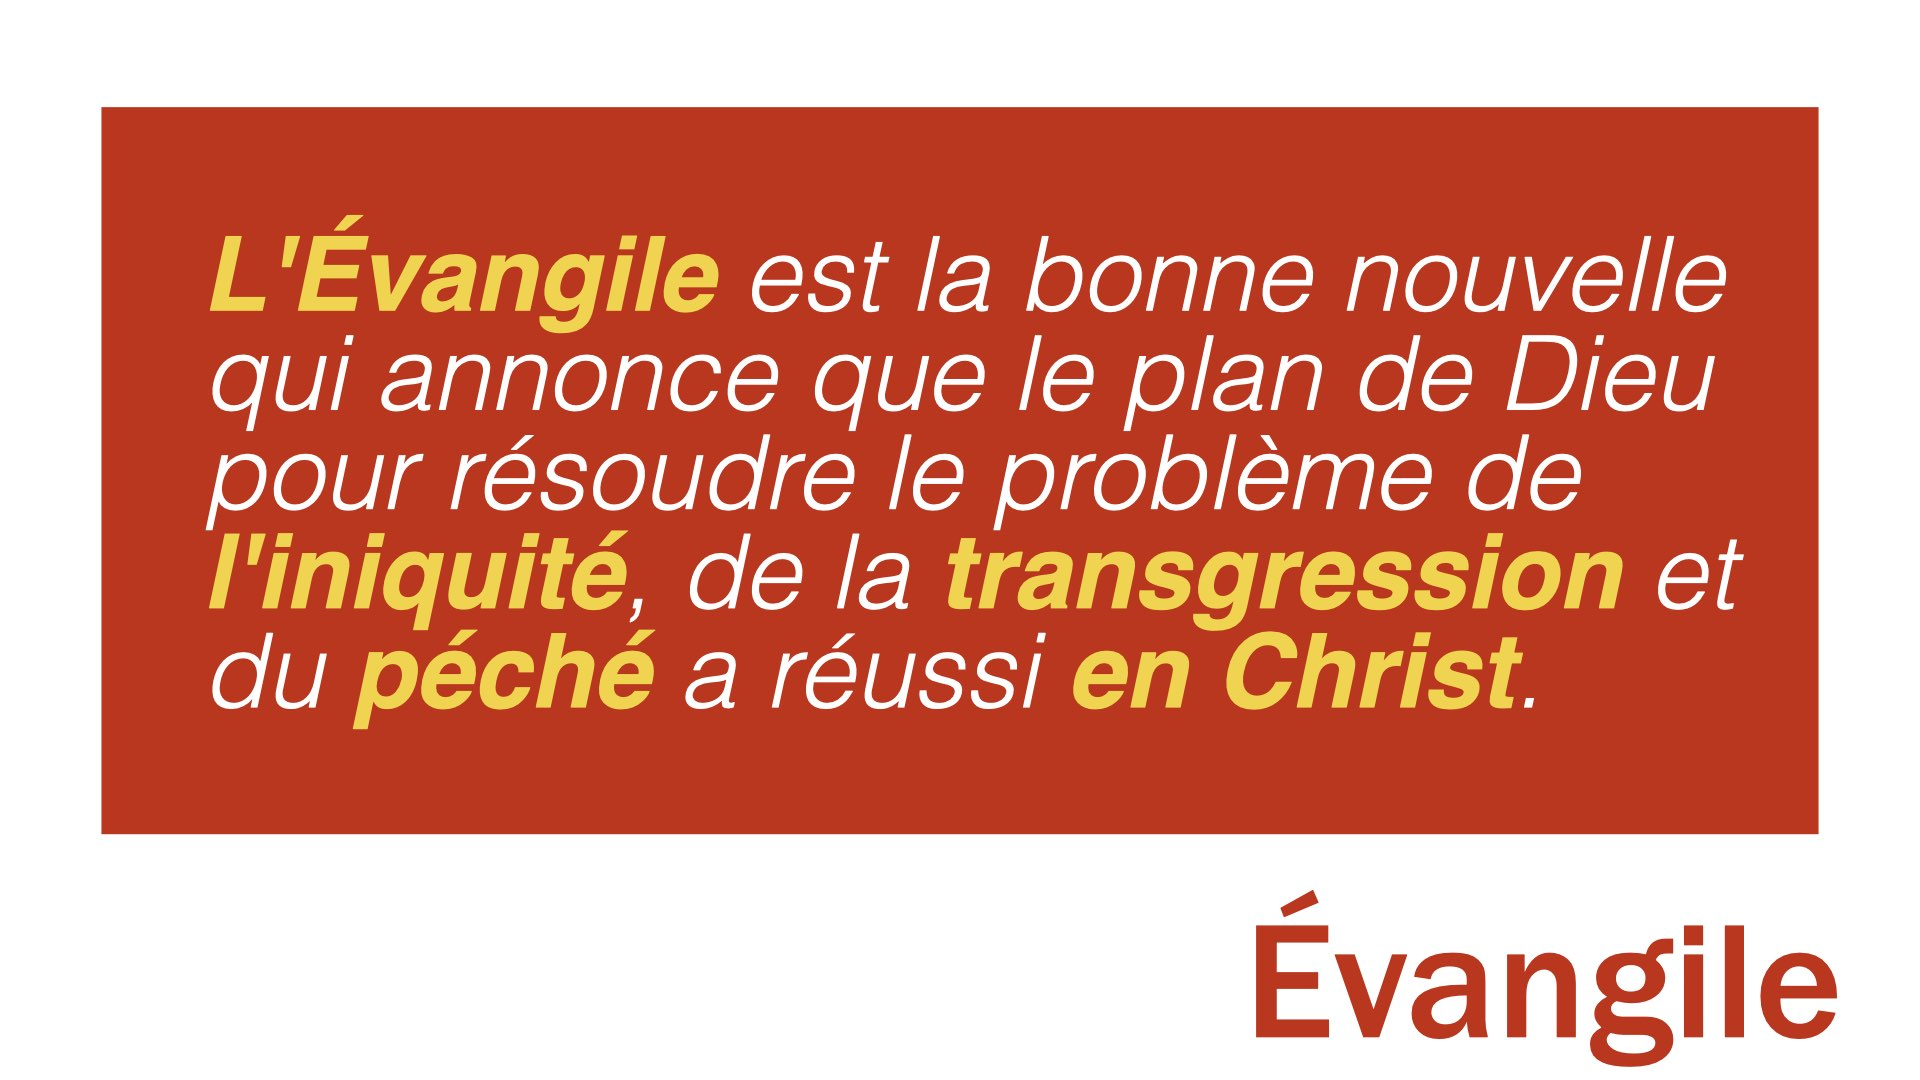 L'Évangile est la bonne nouvelle
qui annonce que le plan de Dieu
pour résoudre le problème de
l'iniquité, de la transgression et
du péché a réussi en Christ.
Évangile